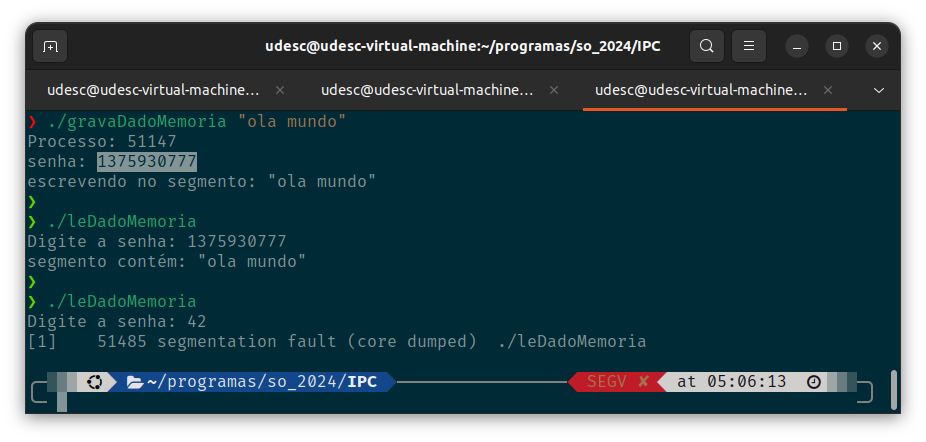 udesc@udesc-virtual-machine:~/programas/so_2024/IPC
udesc@udesc-virtual-machine... × udesc@udesc-virtual-machine... × udesc@udesc-virtual-machine... ×
❯ ./gravaDadoMemoria "ola mundo"
Processo: 51147
senha: 1375930777
escrevendo no segmento: "ola mundo"
❯
❯ ./leDadoMemoria
Digite a senha: 1375930777
segmento contém: "ola mundo"
❯
❯ ./leDadoMemoria
Digite a senha: 42
[1]    51485 segmentation fault (core dumped)  ./leDadoMemoria
~/programas/so_2024/IPC SEGV ✘ at 05:06:13